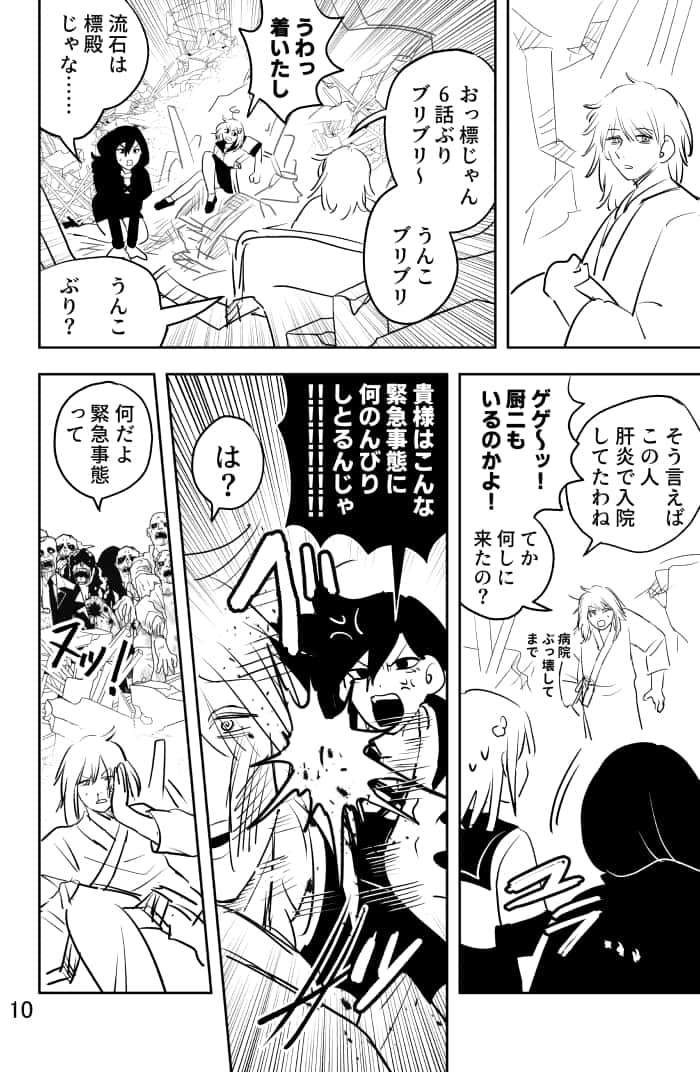 うわっ
着いたし
流石は
標殿
じゃな……
おっ標じゃん
6話ぶり
ブリブリ～
うんこ
ブリブリ
うんこ
ぶり？
そう言えば
この人
肝炎で入院
してたわね
ゲゲ～ッ！
厨二も
いるのかよ！
てか
何しに
来たの？
病院
ぶっ壊して
まで
貴様はこんな
緊急事態に
何のんびり
しとるんじゃ
!!!!!!!!
は？
何だよ
緊急事態
って
ヌッ！
10